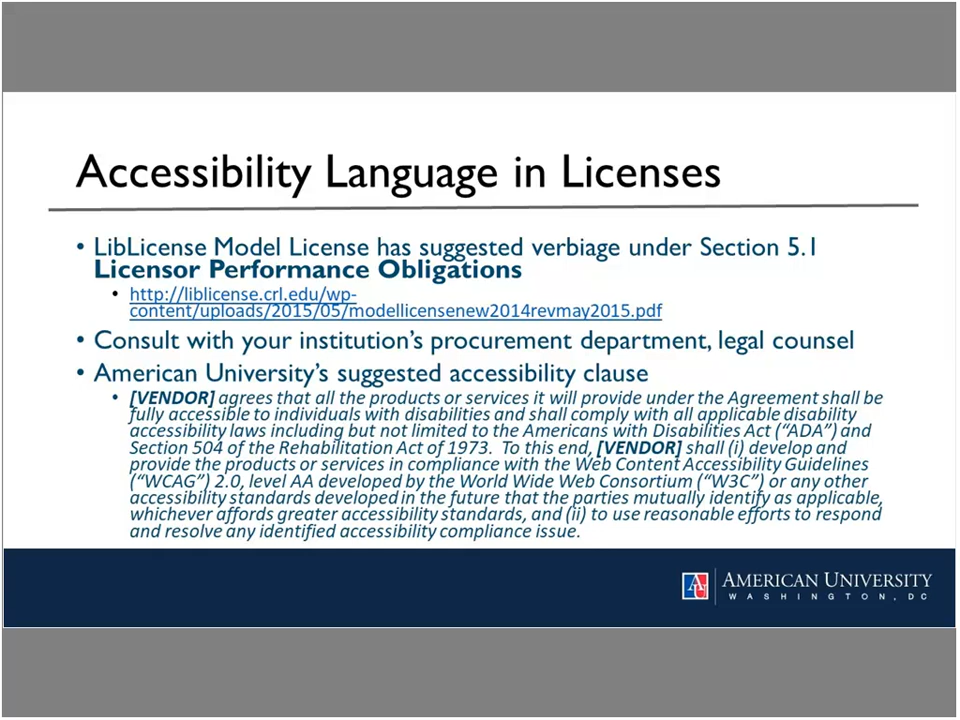 Accessibility Language in Licenses
• LibLicense Model License has suggested verbiage under Section 5.1
Licensor Performance Obligations
• http://liblicense.crl.edu/wp-
content/uploads/2015/05/modellicensenew2014revmay2015.pdf
• Consult with your institution’s procurement department, legal counsel
• American University’s suggested accessibility clause
• [VENDOR] agrees that all the products or services it will provide under the Agreement shall be
fully accessible to individuals with disabilities and shall comply with all applicable disability
accessibility laws including but not limited to the Americans with Disabilities Act (“ADA”) and
Section 504 of the Rehabilitation Act of 1973. To this end, [VENDOR] shall (i) develop and
provide the products or services in compliance with the Web Content Accessibility Guidelines
(“WCAG”) 2.0, level AA developed by the World Wide Web Consortium (“W3C”) or any other
accessibility standards developed in the future that the parties mutually identify as applicable,
whichever affords greater accessibility standards, and (ii) to use reasonable efforts to respond
and resolve any identified accessibility compliance issue.
AU AMERICAN UNIVERSITY
WASHINGTON, DC